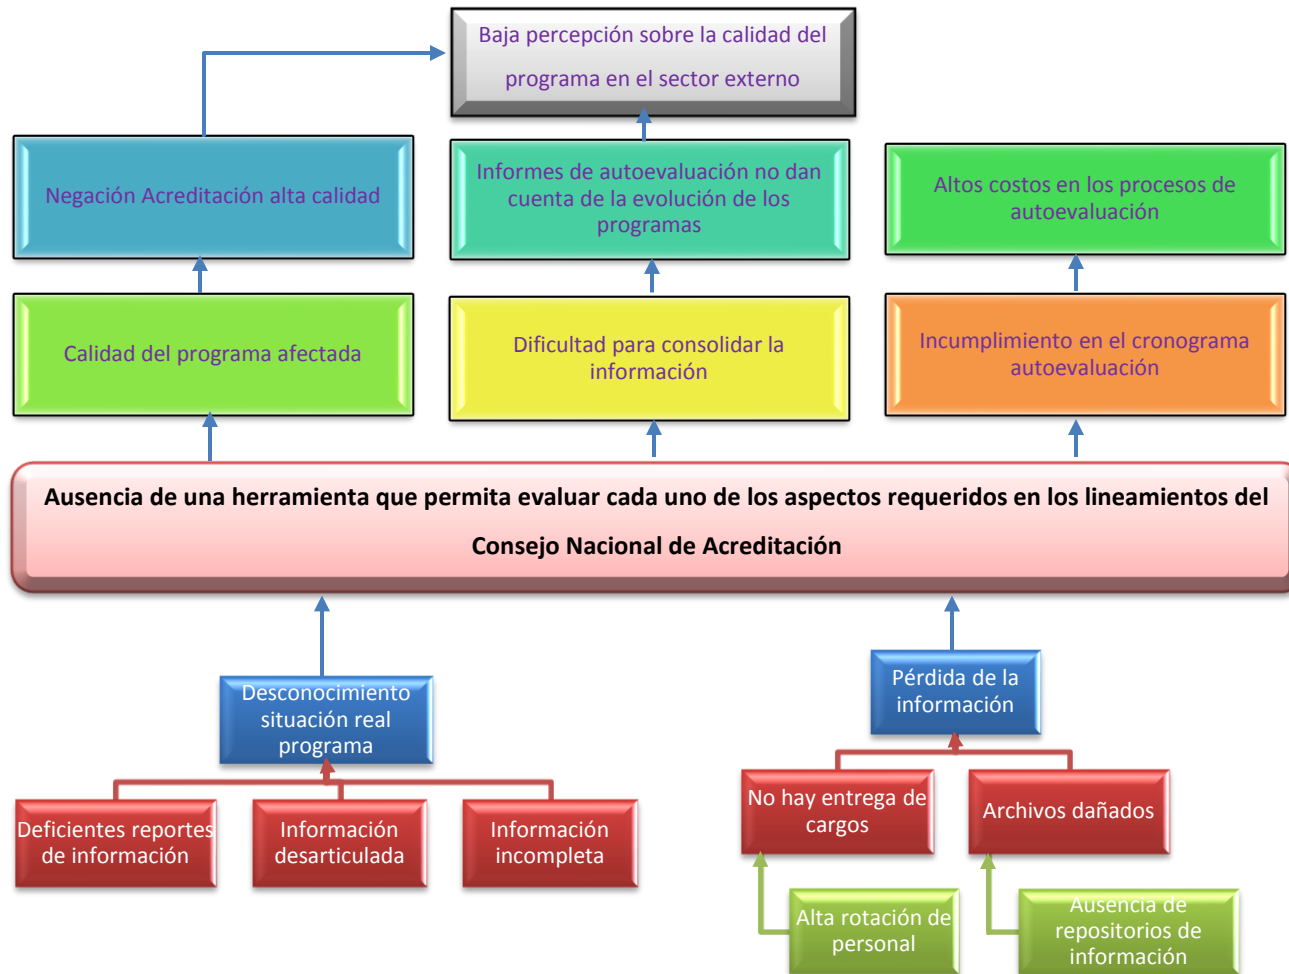 Baja percepción sobre la calidad del
programa en el sector externo
Negación Acreditación alta calidad
Informes de autoevaluación no dan
cuenta de la evolución de los
programas
Altos costos en los procesos de
autoevaluación
Calidad del programa afectada
Dificultad para consolidar la
información
Incumplimiento en el cronograma
autoevaluación
Ausencia de una herramienta que permita evaluar cada uno de los aspectos requeridos en los lineamientos del
Consejo Nacional de Acreditación
Desconocimiento
situación real
programa
Pérdida de la
información
Deficientes reportes
de información
Información
desarticulada
Información
incompleta
No hay entrega de
cargos
Archivos dañados
Alta rotación de
personal
Ausencia de
repositorios de
información